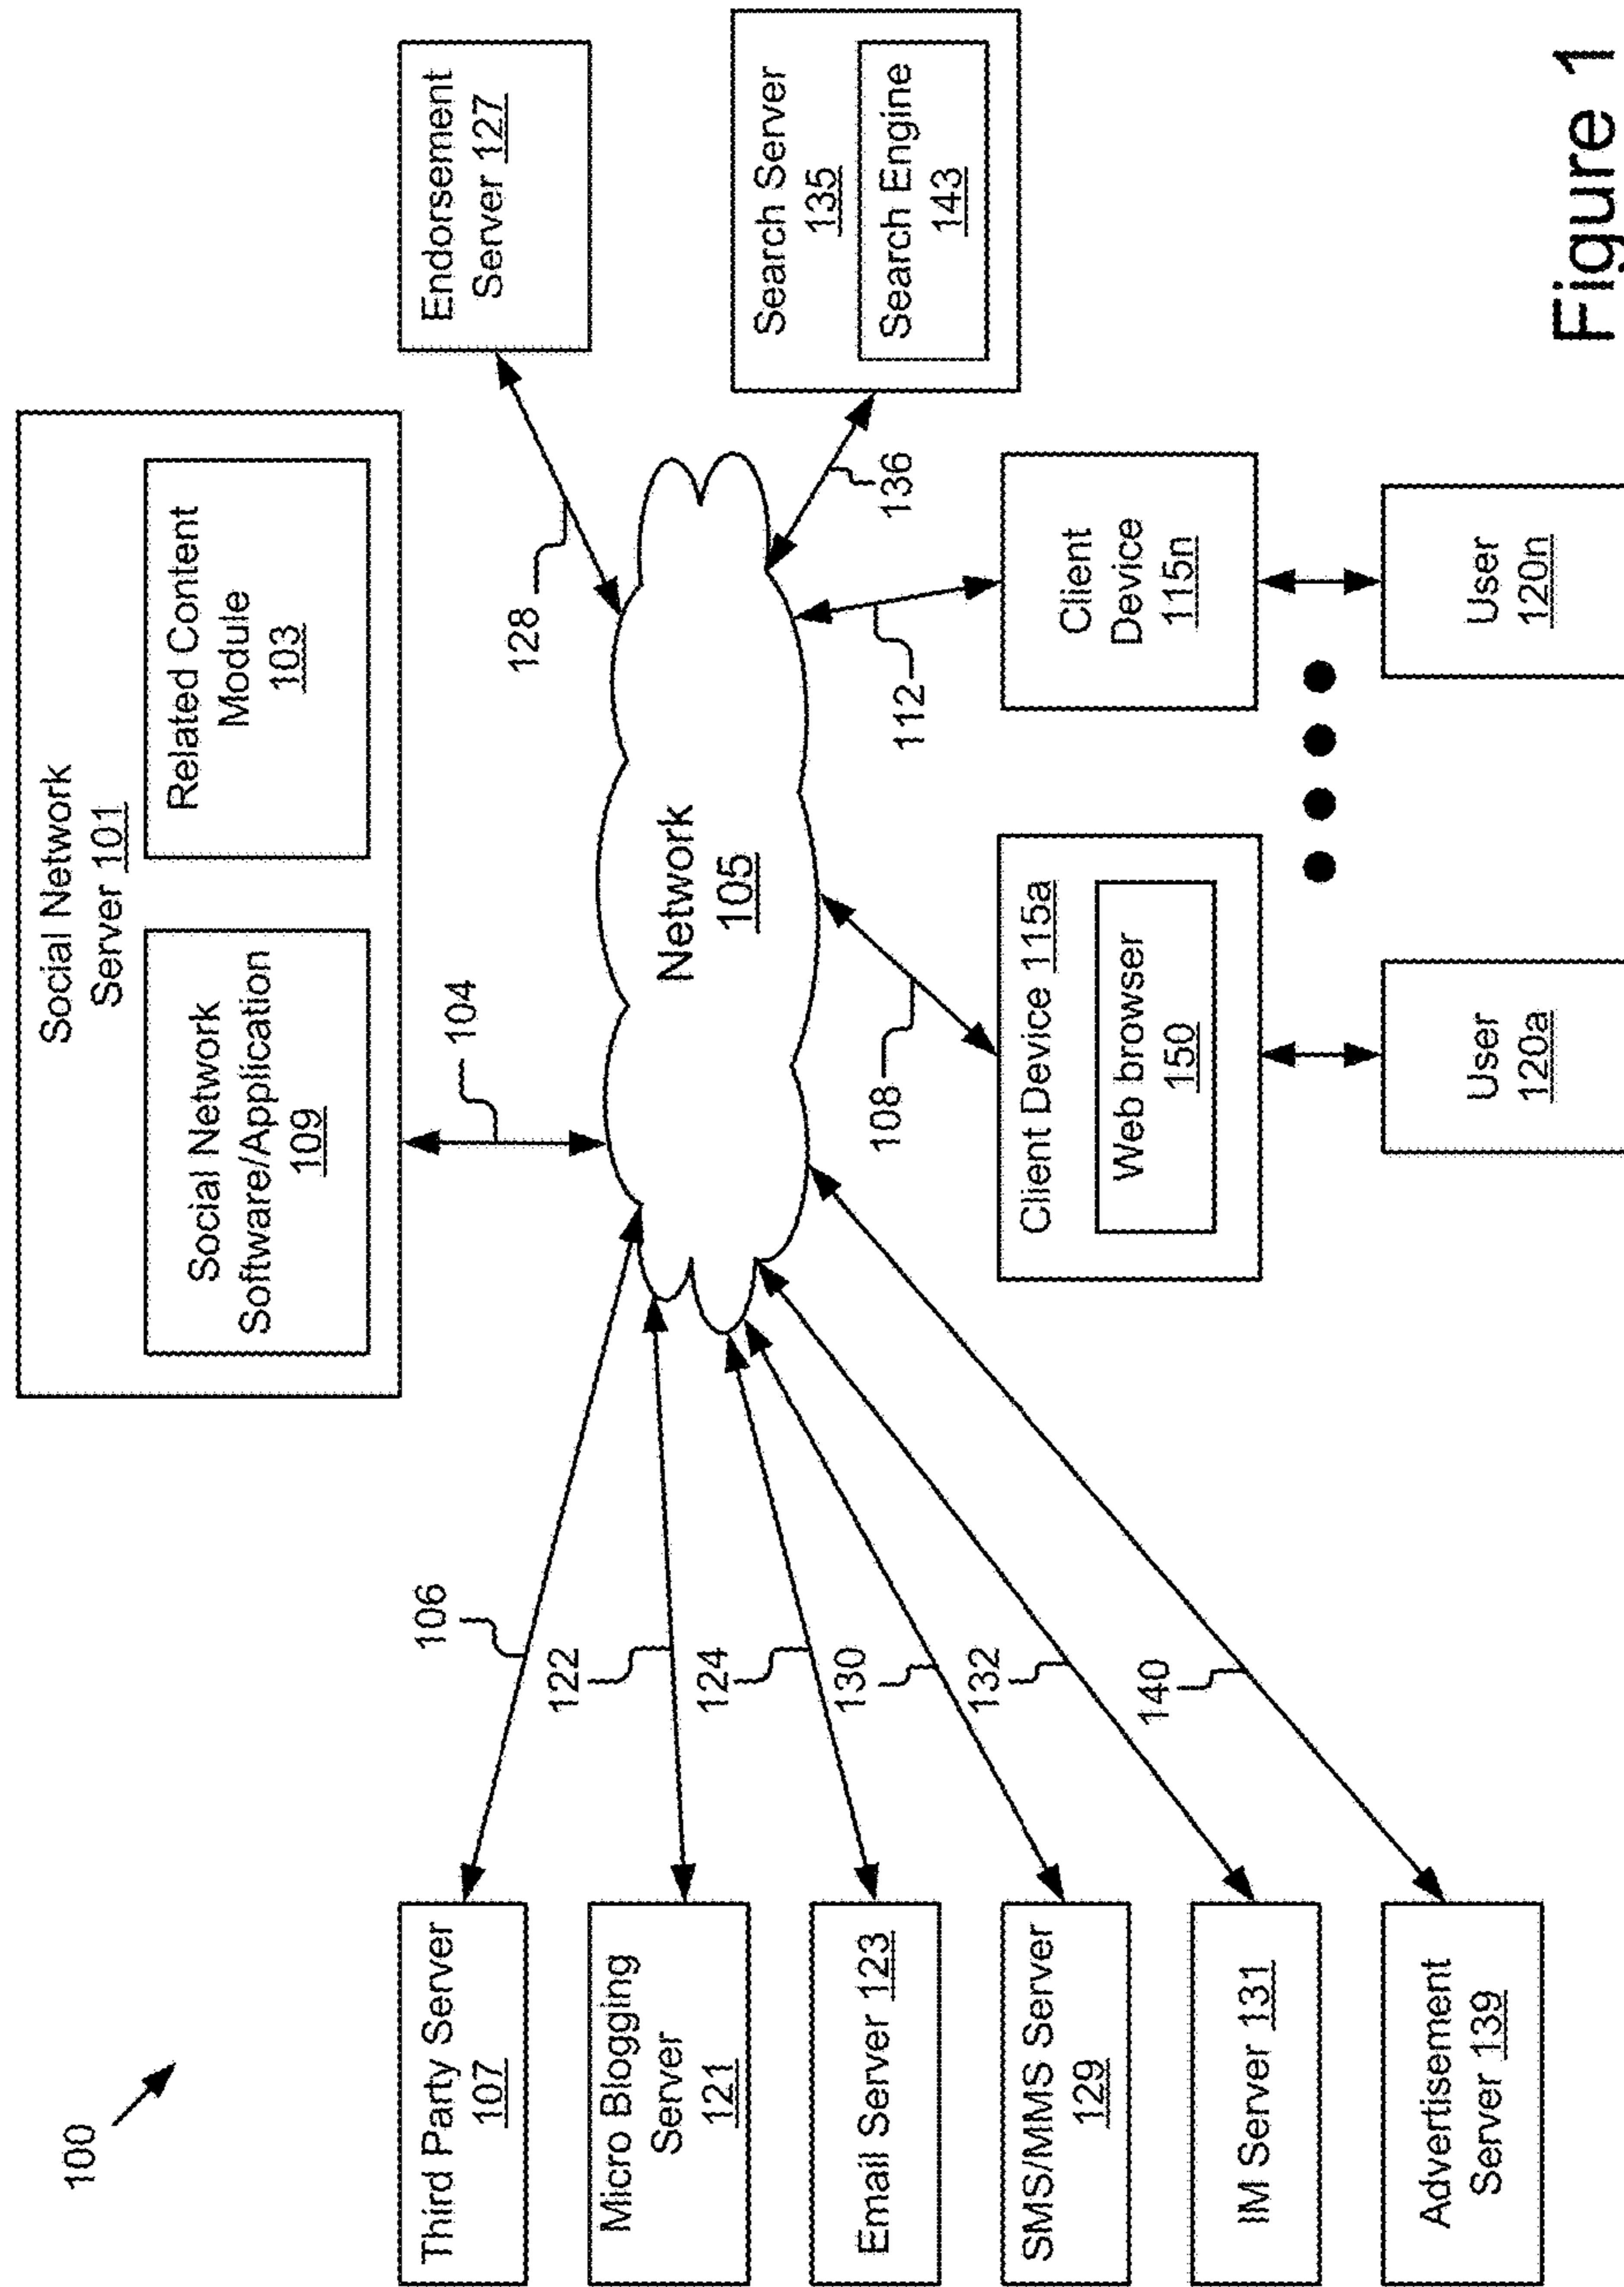 100
Social Network
Server 101
Social Network
Software/Application
109
Related Content
Module
103
104
Third Party Server
107
106
Micro Blogging
Server
121
122
Email Server 123
124
SMS/MMS Server
129
130
IM Server 131
132
Advertisement
Server 139
140
Network
105
128
Endorsement
Server 127
136
Search Server
135
Search Engine
143
108
112
Client Device 115a
Web browser
150
Client
Device
115n
User
120a
User
120n
Figure 1